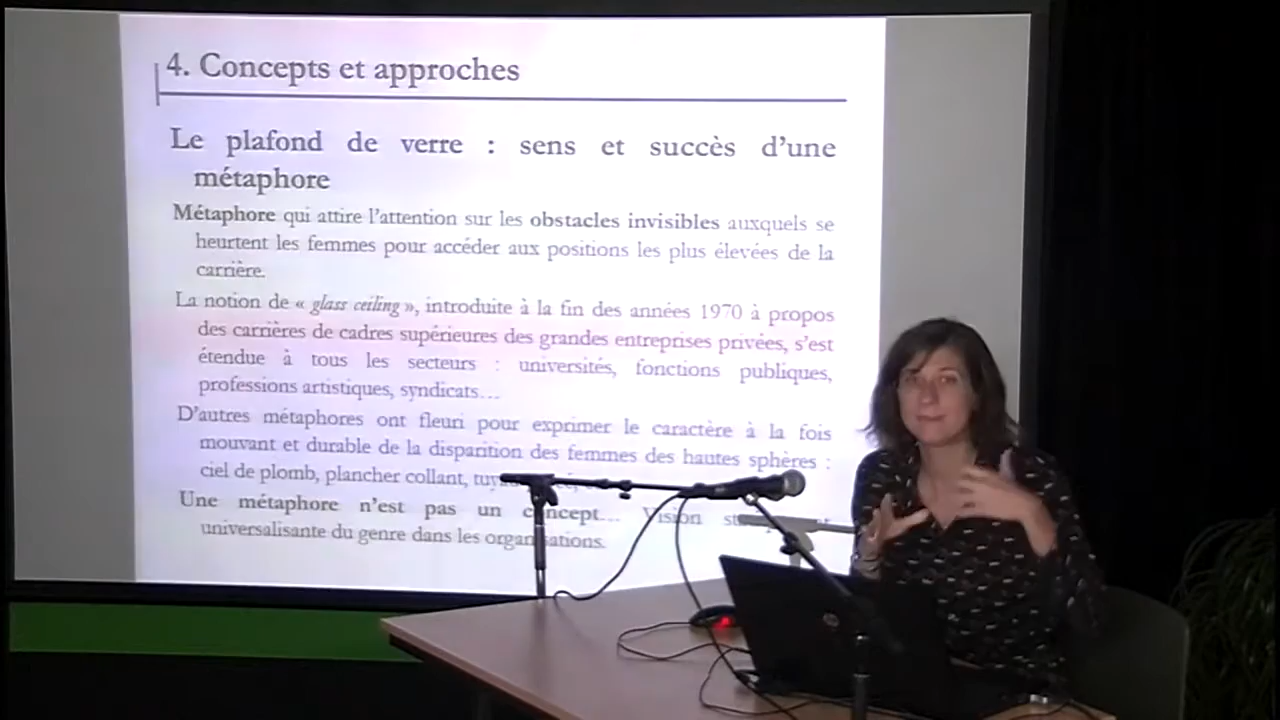 4. Concepts et approches
Le plafond de verre : sens et succès d'une
métaphore
Métaphore qui attire l'attention sur les obstacles invisibles auxquels se
heurtent les femmes pour accéder aux positions les plus élevées de la
carrière.
La notion de « glass ceiling », introduite à la fin des années 1970 à propos
des carrières de cadres supérieures des grandes entreprises privées, s'est
étendue à tous les secteurs : universités, fonctions publiques,
professions artistiques, syndicats…
D'autres métaphores ont fleuri pour exprimer le caractère à la fois
mouvant et durable de la disparition des femmes des hautes sphères :
ciel de plomb, plancher collant,
Une métaphore n'est pas un concept… Vision
universalisante du genre dans les organisations.